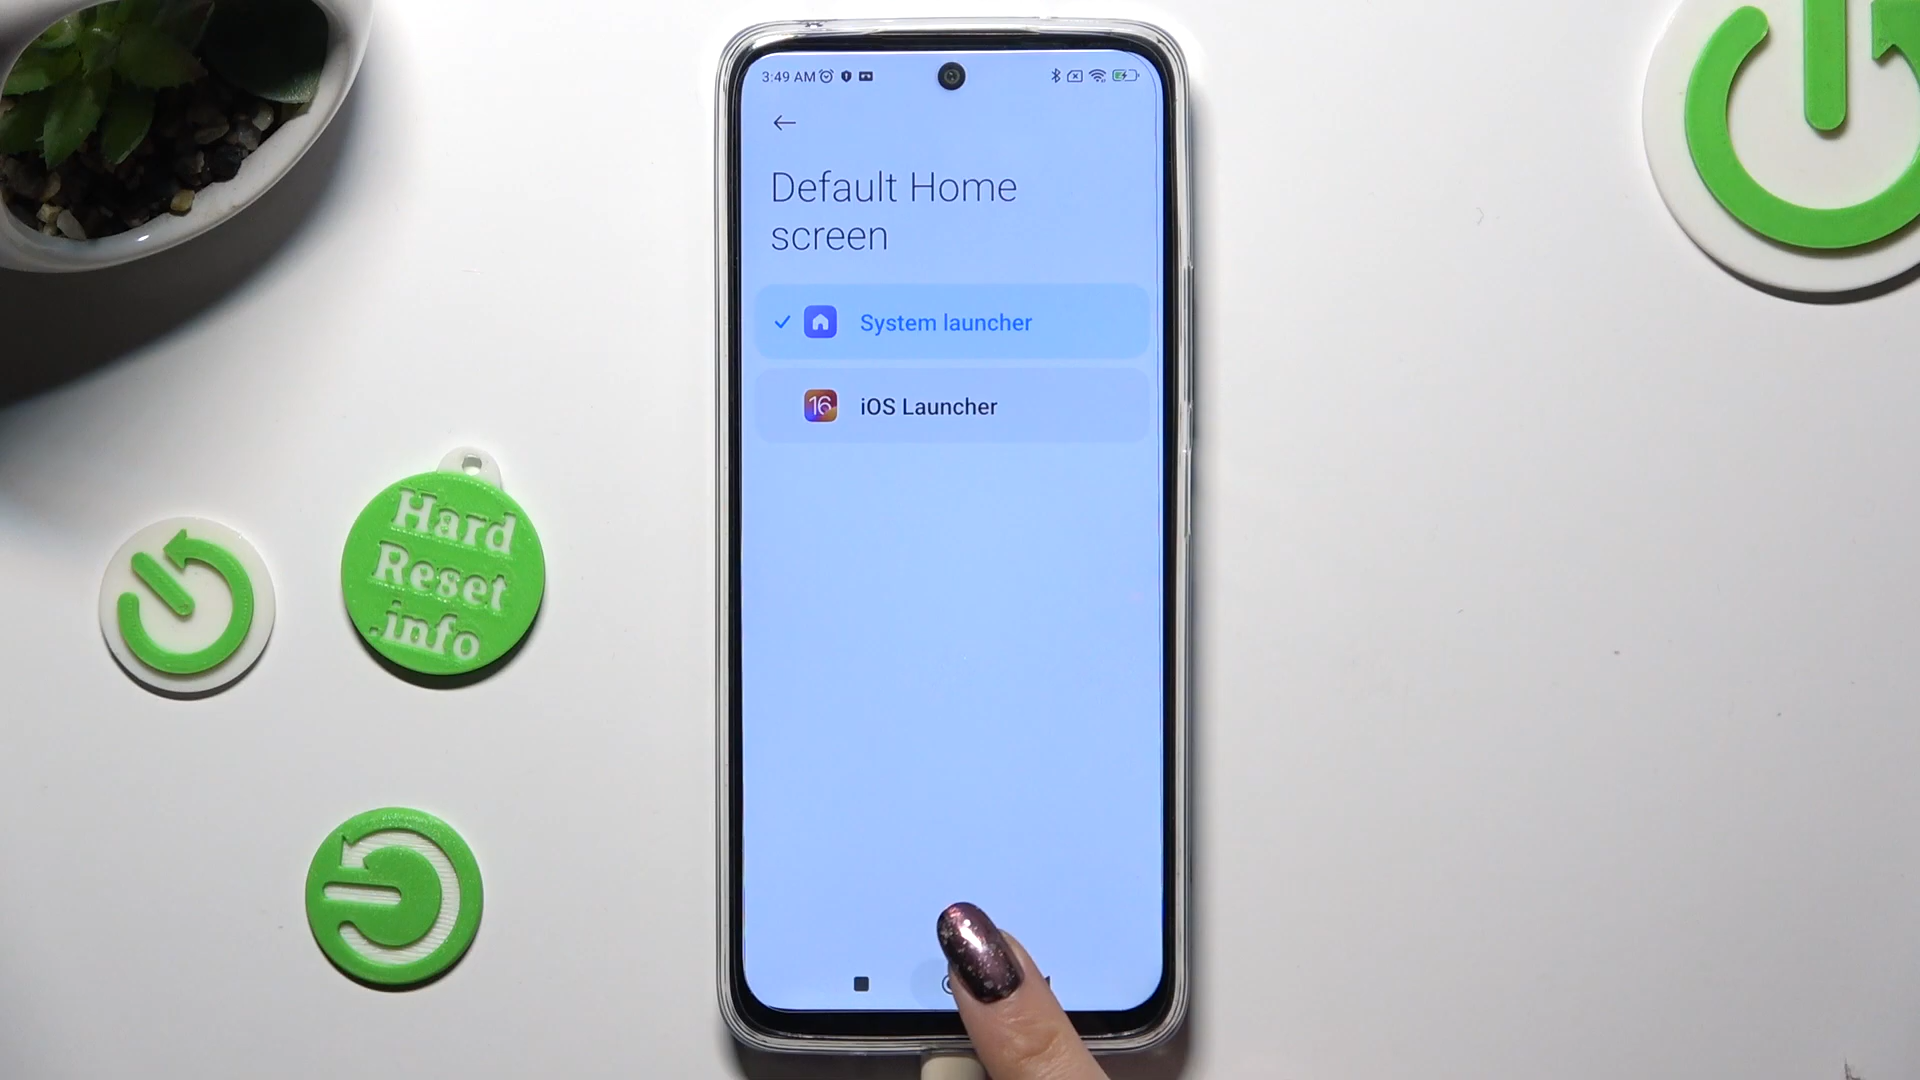 3:49 AM
Default Home
screen
System launcher
16
iOS Launcher
Hard
Reset
.info